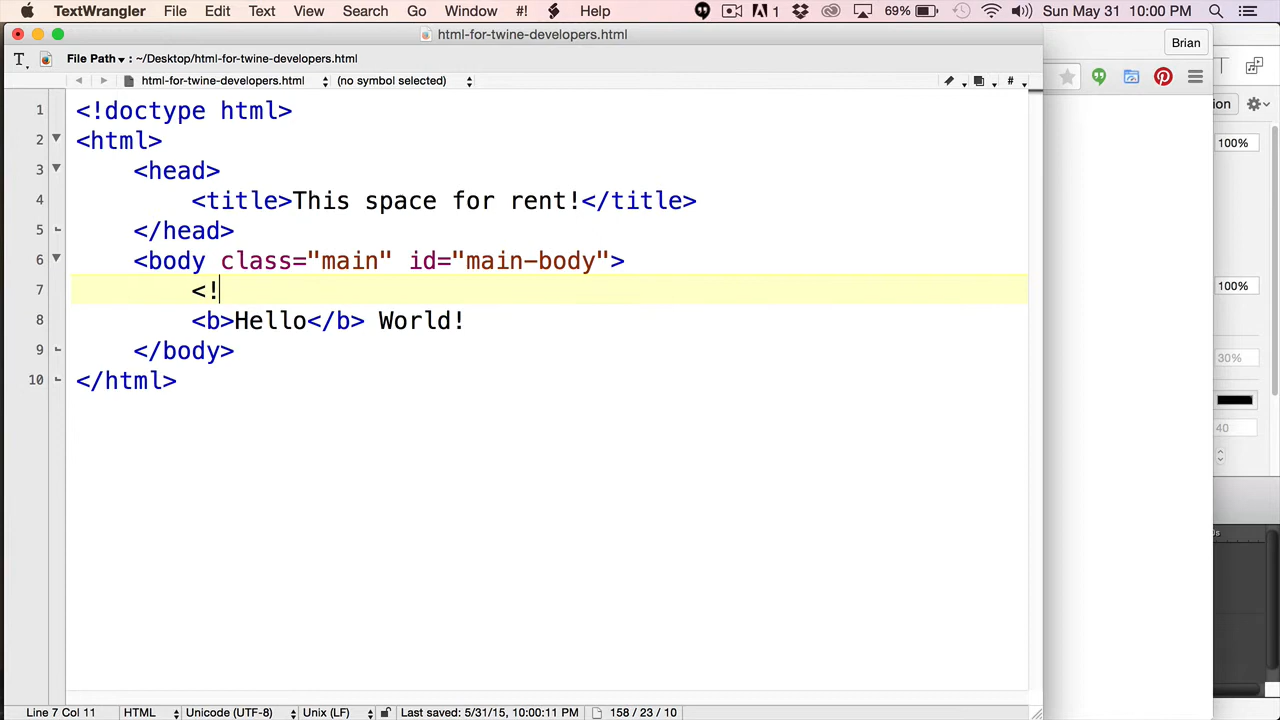 TextWrangler File Edit Text View Search Go Window #! Help 1 69% Sun May 31 10:00 PM
html-for-twine-developers.html
Brian
T File Path : ~/Desktop/html-for-twine-developers.html
html-for-twine-developers.html (no symbol selected) #
ion
1 <!doctype html>
2 <html>
3 <head>
4 <title>This space for rent!</title>
5 </head>
6 <body class="main" id="main-body">
7 <!
8 <b>Hello</b> World!
9 </body>
10 </html>
100%
100%
30%
40
Line 7 Col 11 HTML Unicode (UTF-8) Unix (LF) Last saved: 5/31/15, 10:00:11 PM 158 / 23 / 10